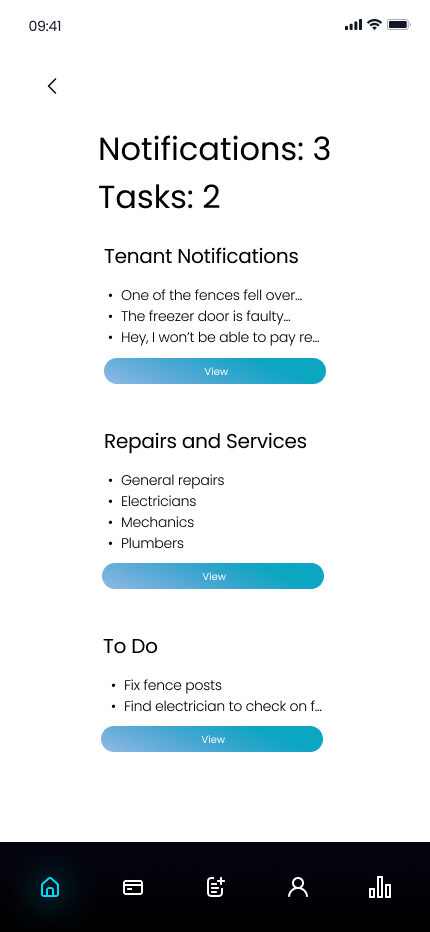 09:41
Notifications: 3
Tasks: 2
Tenant Notifications
• One of the fences fell over...
• The freezer door is faulty...
• Hey, I won't be able to pay re...
View
Repairs and Services
• General repairs
• Electricians
• Mechanics
• Plumbers
View
To Do
• Fix fence posts
• Find electrician to check on f...
View